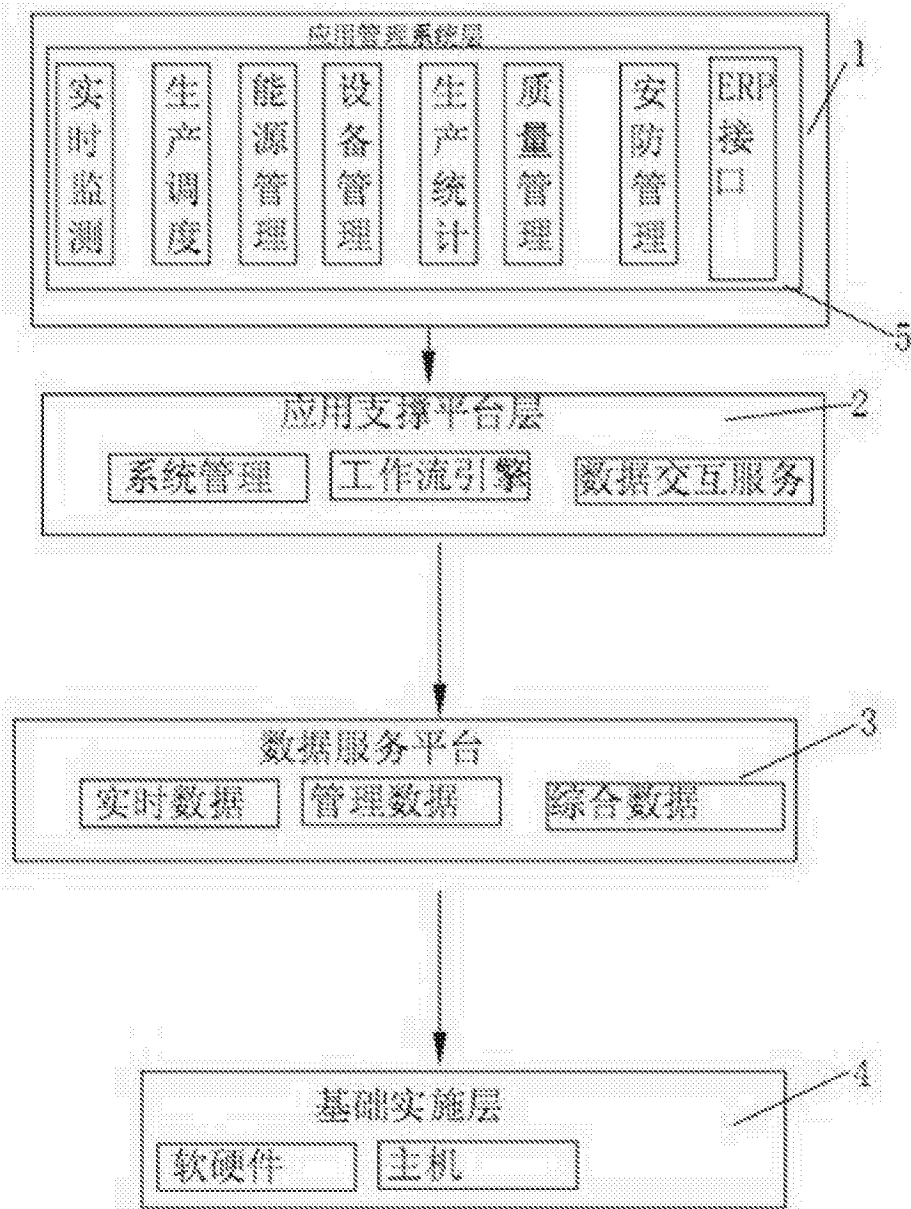 应用管理系统层
实时监测
生产调度
能源管理
设备管理
生产统计
质量管理
安防管理
ERP接口
1
5
应用支撑平台层
2
系统管理
工作流引擎
数据交互服务
数据服务平台
3
实时数据
管理数据
综合数据
基础实施层
4
软硬件
主机